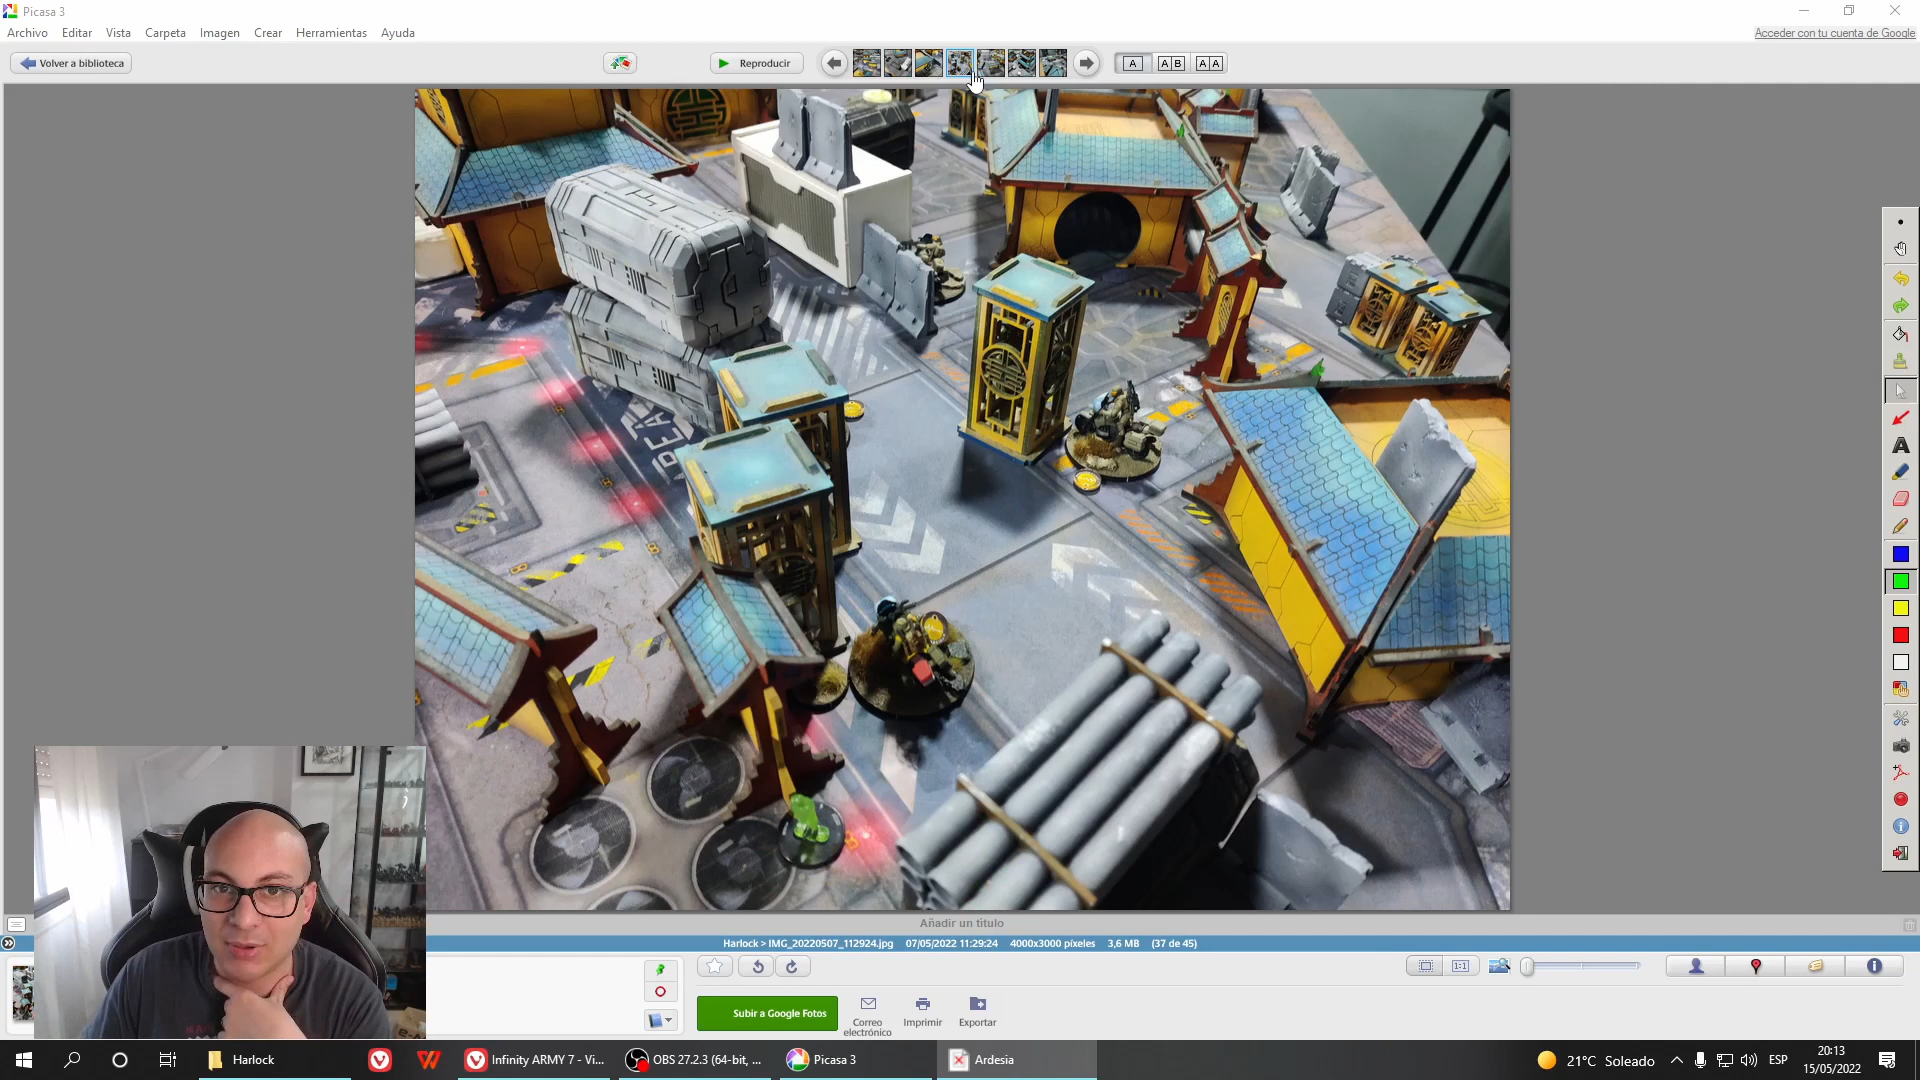 Picasa 3
Archivo Editar Vista Carpeta Imagen Crear Herramientas Ayuda
Acceder con tu cuenta de Google
Volver a biblioteca
Reproducir
A
A B
A A
A
Añadir un título
Harlock > IMG_20220507_112924.jpg 07/05/2022 11:29:24 4000x3000 píxeles 3,6 MB (37 de 45)
1:1
Subir a Google Fotos
Correo electrónico
Imprimir
Exportar
Harlock
Infinity ARMY 7 - Vi...
OBS 27.2.3 (64-bit, ...
Picasa 3
Ardesia
21°C Soleado
ESP
20:13
15/05/2022